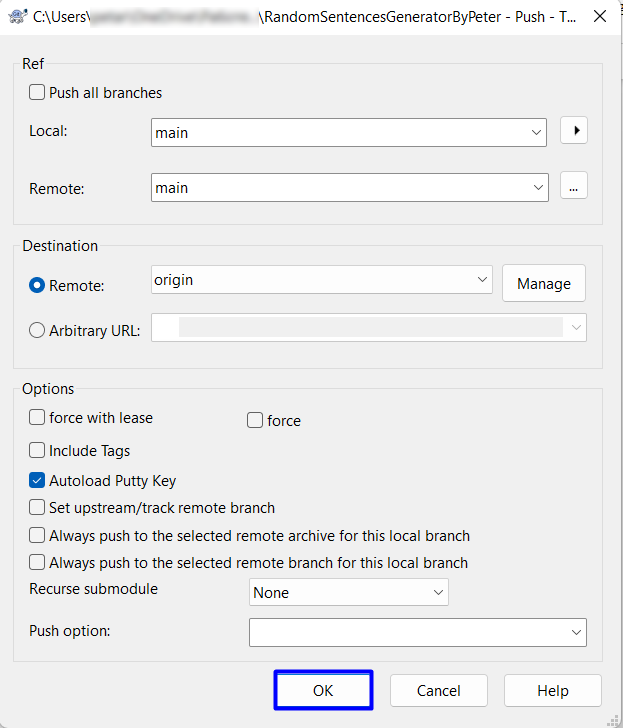 C:\Users\ \RandomSentencesGeneratorByPeter - Push - T...
Ref
Push all branches
Local:
main
Remote:
main
...
Destination
Remote:
origin
Manage
Arbitrary URL:
Options
force with lease
force
Include Tags
Autoload Putty Key
Set upstream/track remote branch
Always push to the selected remote archive for this local branch
Always push to the selected remote branch for this local branch
Recurse submodule
None
Push option:
OK
Cancel
Help